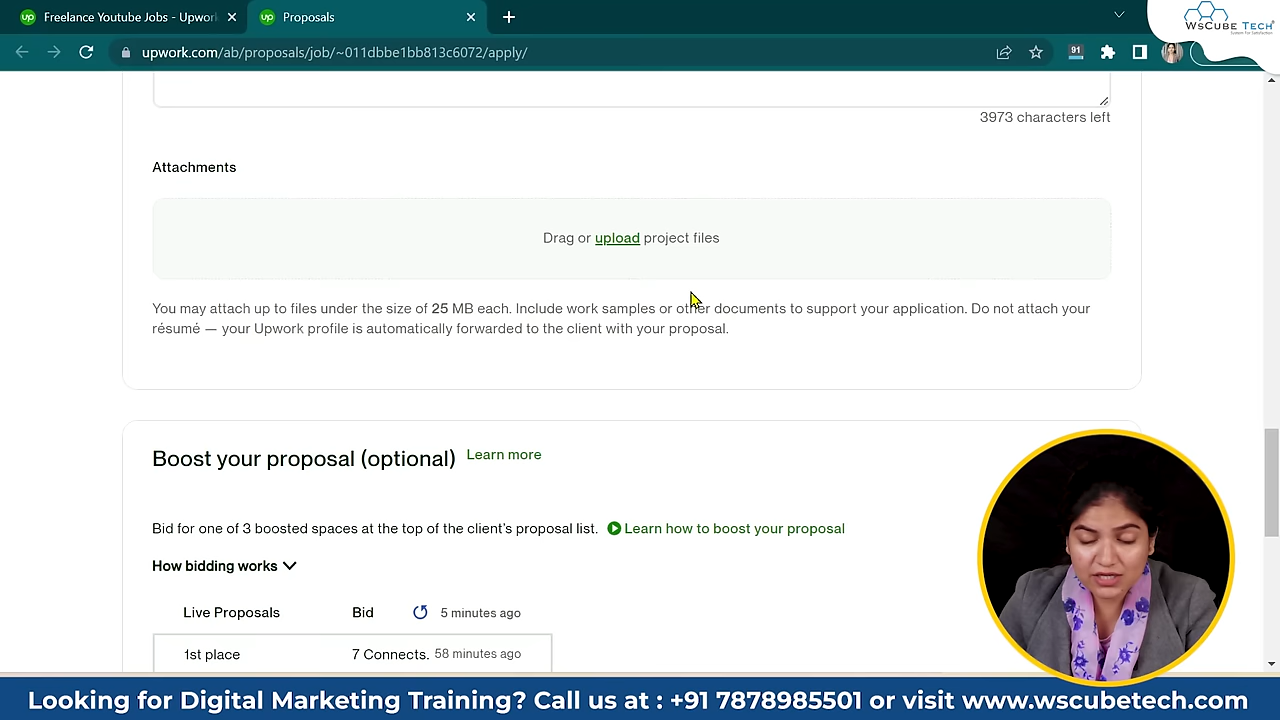 Freelance Youtube Jobs - Upwor
Proposals
WsCube Tech
upwork.com/ab/proposals/job/~011dbbe1bb813c6072/apply/
91
3973 characters left
Attachments
Drag or upload project files
You may attach up to files under the size of 25 MB each. Include work samples or other documents to support your application. Do not attach your
résumé — your Upwork profile is automatically forwarded to the client with your proposal.
Boost your proposal (optional) Learn more
Bid for one of 3 boosted spaces at the top of the client's proposal list. Learn how to boost your proposal
How bidding works
Live Proposals Bid 5 minutes ago
1st place 7 Connects. 58 minutes ago
Looking for Digital Marketing Training? Call us at : +91 7878985501 or visit www.wscubetech.com